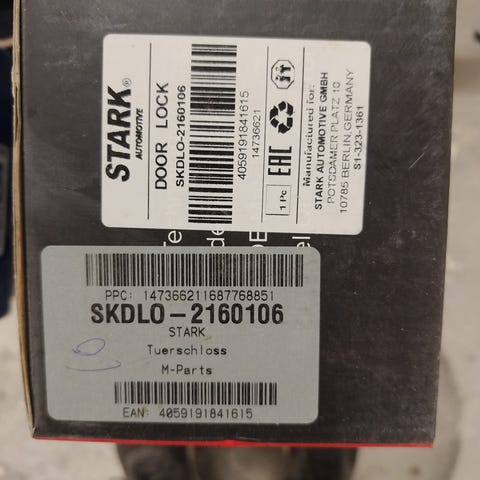 STARK®
AUTOMOTIVE
DOOR LOCK
SKDLO-2160106
4059191841615
14736621
1 Pc
EAC
Manufactured for:
STARK AUTOMOTIVE GMBH
POTSDAMER PLATZ 10
10785 BERLIN, GERMANY
S1-323-1361
PPC: 147366211687768851
SKDLO-2160106
STARK
Tuerschloss
M-Parts
EAN: 4059191841615